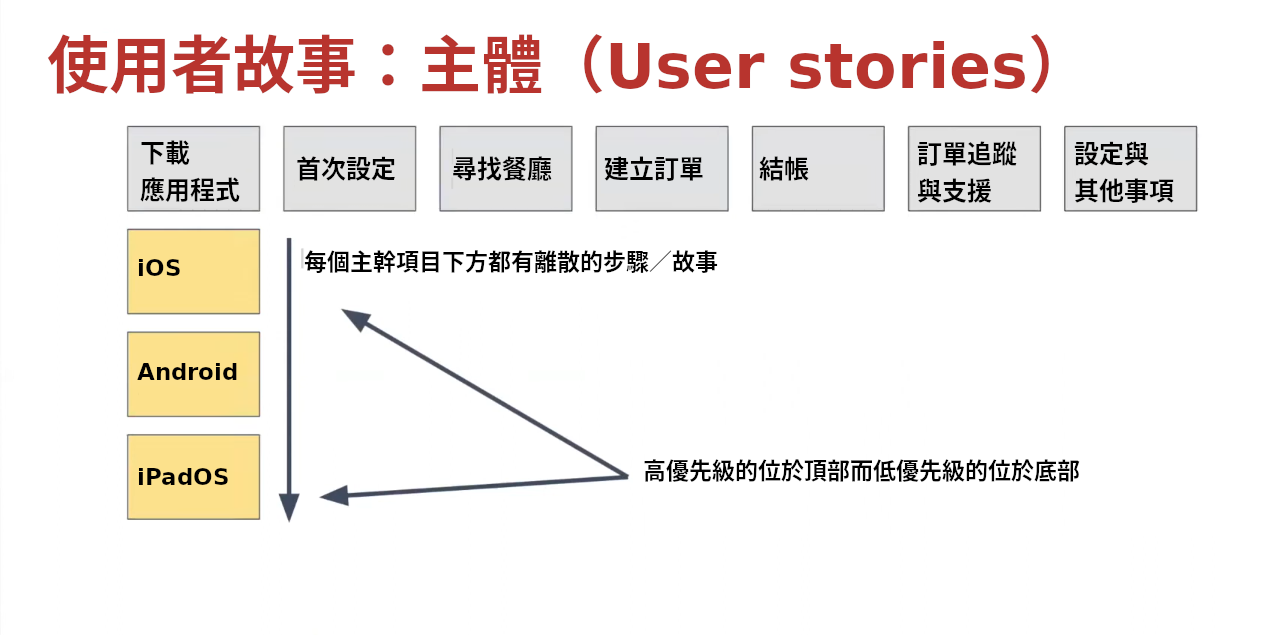 使用者故事：主體（User stories）
下載
應用程式
首次設定
尋找餐廳
建立訂單
結帳
訂單追蹤
與支援
設定與
其他事項
iOS
每個主幹項目下方都有離散的步驟／故事
Android
iPadOS
高優先級的位於頂部而低優先級的位於底部